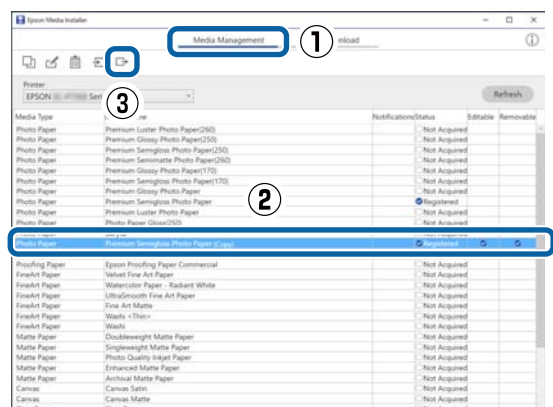 Epson Media Installer
Media Management ① nload
③
Printer
EPSON Seri
Refresh
Media Type Notifications Status Editable Removable
Photo Paper Premium Luster Photo Paper(260) Not Acquired
Photo Paper Premium Glossy Photo Paper(250) Not Acquired
Photo Paper Premium Semigloss Photo Paper(250) Not Acquired
Photo Paper Premium Semimatte Photo Paper(260) Not Acquired
Photo Paper Premium Glossy Photo Paper(170) Not Acquired
Photo Paper Premium Semigloss Photo Paper(170) Not Acquired
Photo Paper Premium Glossy Photo Paper Not Acquired
Photo Paper Premium Semigloss Photo Paper Registered
Photo Paper Premium Luster Photo Paper Not Acquired
Photo Paper Photo Paper Gloss(250) Not Acquired
②
Photo Paper Premium Semigloss Photo Paper (Copy) Registered
Proofing Paper Epson Proofing Paper Commercial Not Acquired
FineArt Paper Velvet Fine Art Paper Not Acquired
FineArt Paper Watercolor Paper - Radiant White Not Acquired
FineArt Paper UltraSmooth Fine Art Paper Not Acquired
FineArt Paper Fine Art Matte Not Acquired
FineArt Paper Washi <Thin> Not Acquired
FineArt Paper Washi Not Acquired
Matte Paper Doubleweight Matte Paper Not Acquired
Matte Paper Singleweight Matte Paper Not Acquired
Matte Paper Photo Quality Inkjet Paper Not Acquired
Matte Paper Enhanced Matte Paper Not Acquired
Matte Paper Archival Matte Paper Not Acquired
Canvas Canvas Satin Not Acquired
Canvas Canvas Matte Not Acquired